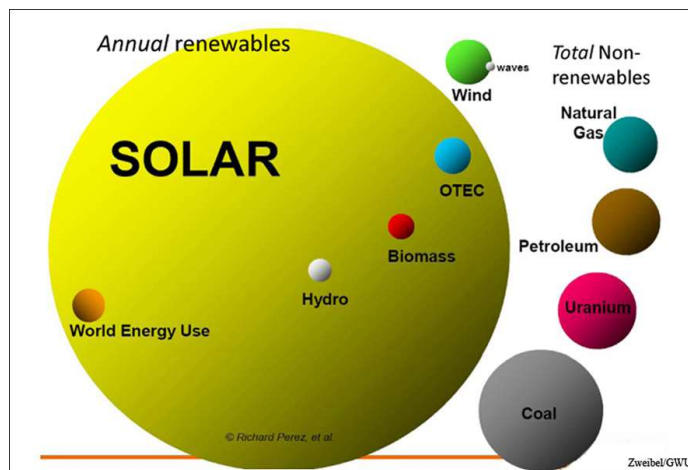 Annual renewables
SOLAR
World Energy Use
Hydro
Biomass
OTEC
Wind
waves
© Richard Perez, et al.
Total Non-
renewables
Natural
Gas
Petroleum
Uranium
Coal
Zweibel/GWU